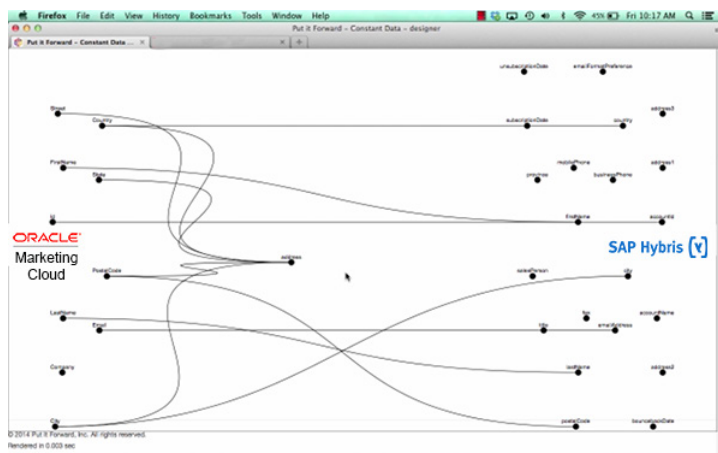 Firefox File Edit View History Bookmarks Tools Window Help 45% Fri 10:17 AM
Put it Forward – Constant Data – designer
Put it Forward – Constant Data ...
unsubscriptionDate emailFormatPreference
Street address3
Country subscriptionDate country
FirstName mobilePhone address1
State province businessPhone
Id firstName accountId
ORACLE
Marketing
Cloud
address
SAP Hybris (Y)
PostalCode salesPerson city
LastName fax accountName
Email title emailAddress
Company lastName address2
City postalCode
© 2014 Put it Forward, Inc. All rights reserved.
Rendered in 0.003 sec